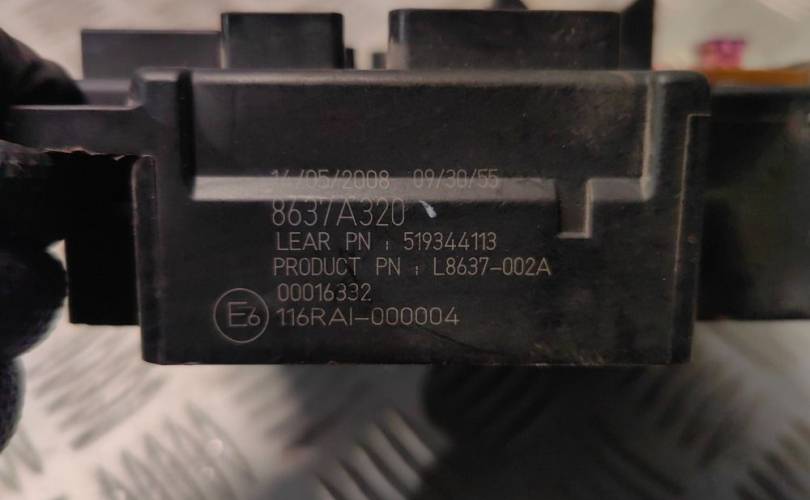 14/05/2008 09/30/55
8637A320
LEAR PN : 519344113
PRODUCT PN : L8637-002A
00016332
E6 116RAI-000004